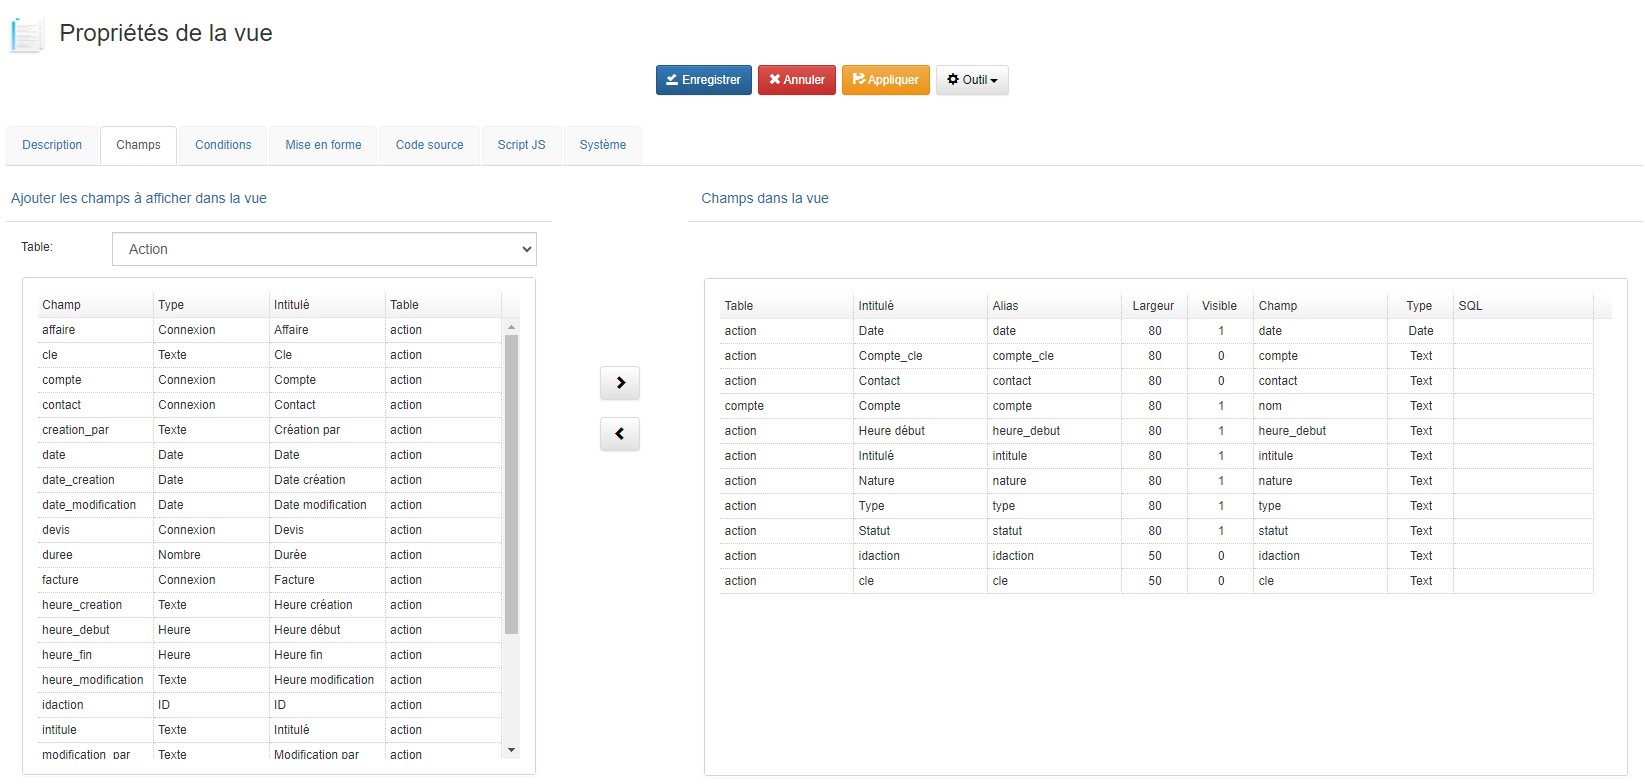 Propriétés de la vue
Enregistrer Annuler Appliquer Outil
Description Champs Conditions Mise en forme Code source Script JS Système
Ajouter les champs à afficher dans la vue
Table: Action
Champ Type Intitulé Table
affaire Connexion Affaire action
cle Texte Cle action
compte Connexion Compte action
contact Connexion Contact action
creation_par Texte Création par action
date Date Date action
date_creation Date Date création action
date_modification Date Date modification action
devis Connexion Devis action
duree Nombre Durée action
facture Connexion Facture action
heure_creation Texte Heure création action
heure_debut Heure Heure début action
heure_fin Heure Heure fin action
heure_modification Texte Heure modification action
idaction ID ID action
intitule Texte Intitulé action
modification_par Texte Modification par action
Champs dans la vue
Table Intitulé Alias Largeur Visible Champ Type SQL
action Date date 80 1 date Date
action Compte_cle compte_cle 80 0 compte Text
action Contact contact 80 0 contact Text
compte Compte compte 80 1 nom Text
action Heure début heure_debut 80 1 heure_debut Text
action Intitulé intitule 80 1 intitule Text
action Nature nature 80 1 nature Text
action Type type 80 1 type Text
action Statut statut 80 1 statut Text
action idaction idaction 50 0 idaction Text
action cle cle 50 0 cle Text